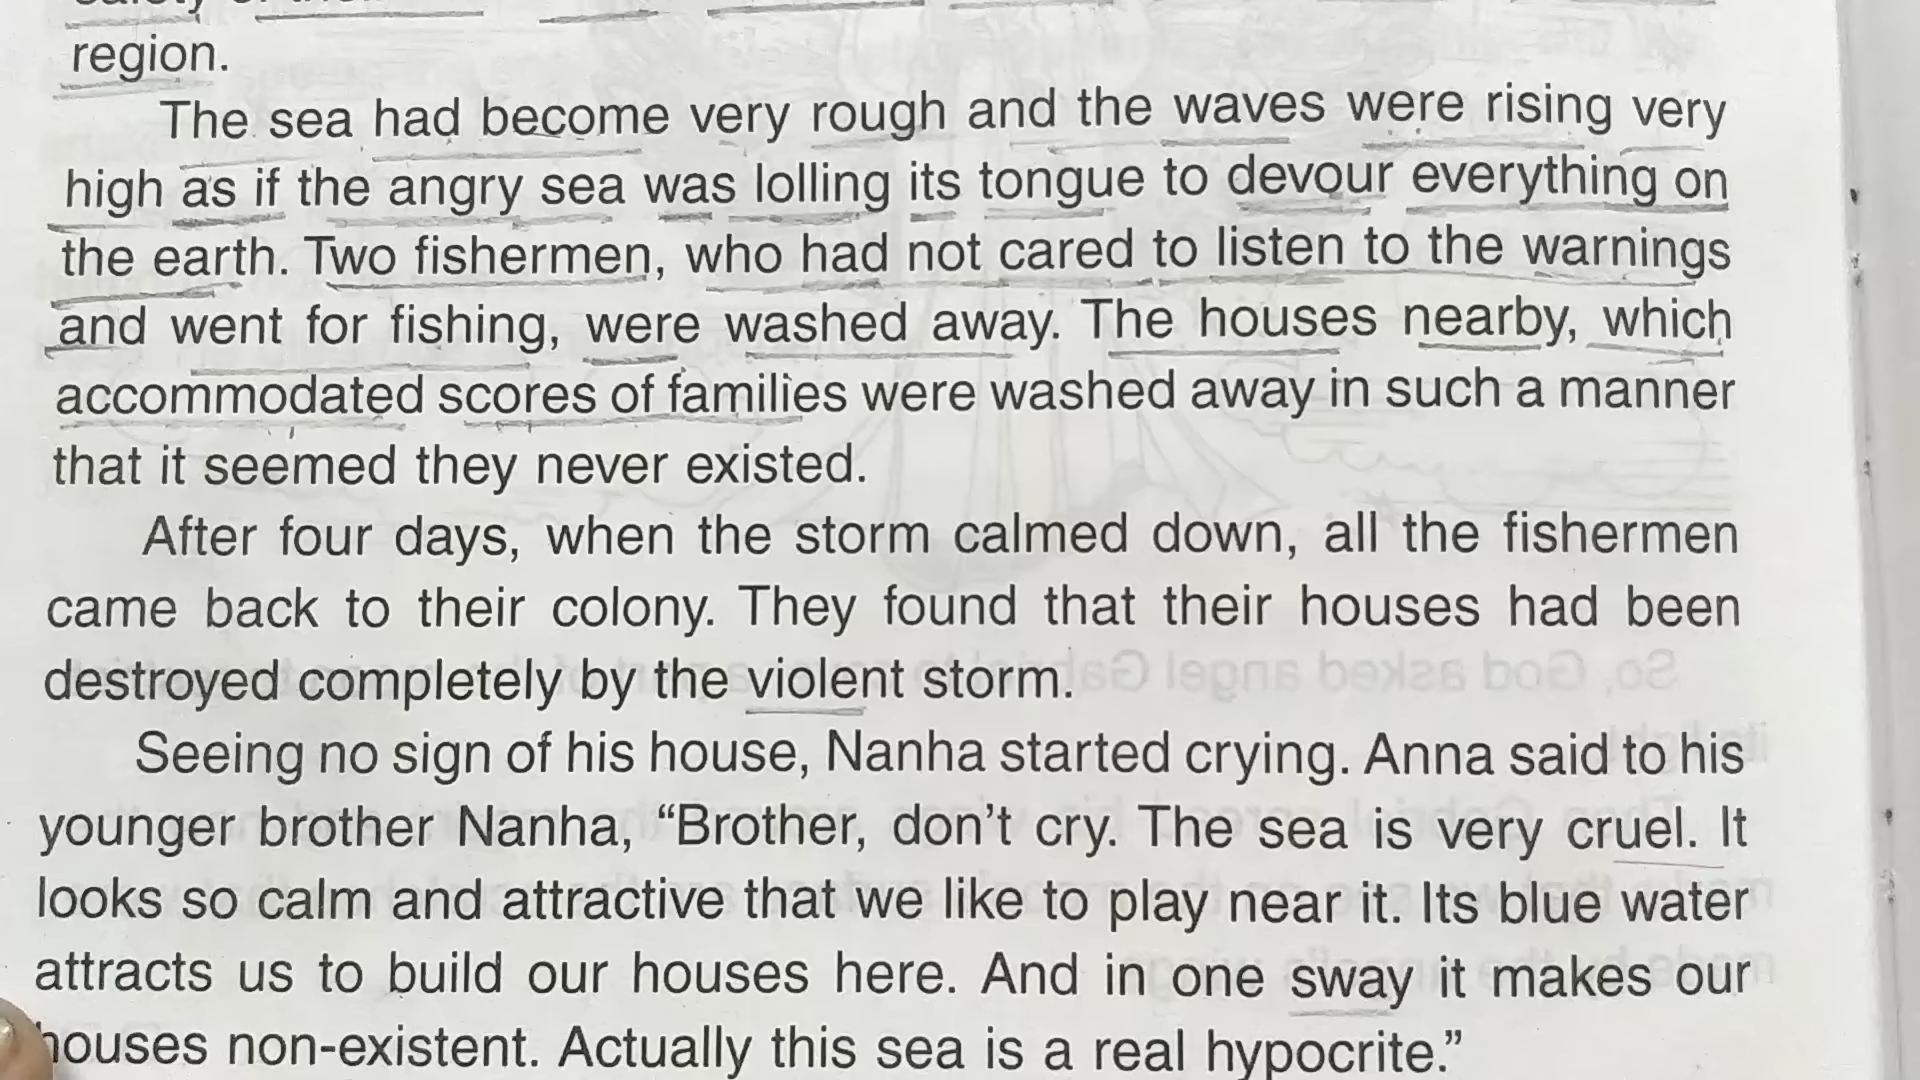 safety of their
region.
The sea had become very rough and the waves were rising very
high as if the angry sea was lolling its tongue to devour everything on
the earth. Two fishermen, who had not cared to listen to the warnings
and went for fishing, were washed away. The houses nearby, which
accommodated scores of families were washed away in such a manner
that it seemed they never existed.
After four days, when the storm calmed down, all the fishermen
came back to their colony. They found that their houses had been
destroyed completely by the violent storm.
Seeing no sign of his house, Nanha started crying. Anna said to his
younger brother Nanha, “Brother, don’t cry. The sea is very cruel. It
looks so calm and attractive that we like to play near it. Its blue water
attracts us to build our houses here. And in one sway it makes our
houses non-existent. Actually this sea is a real hypocrite.”